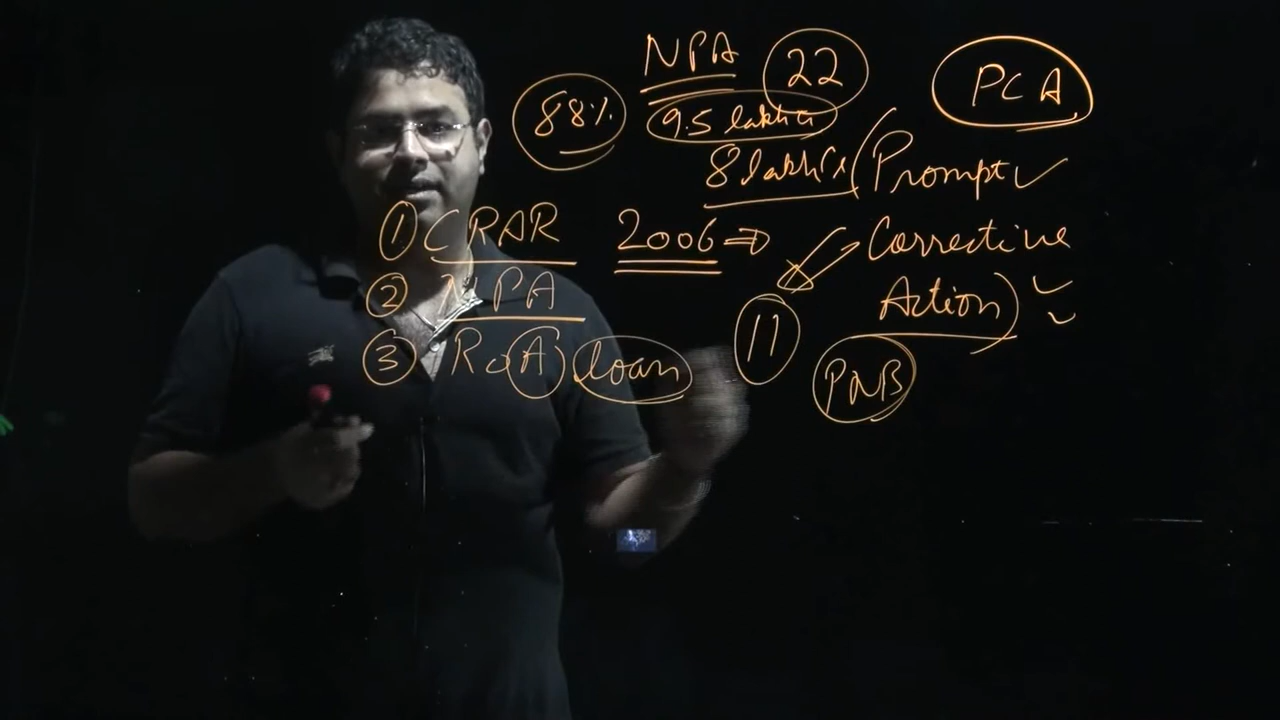 NPA 22 PCA
88% 9.5 lakh cr
8 lakh cr (Prompt
① CRAR 2006 ⇒ Corrective
② NPA Action)
③ RoA loan 11 PNB